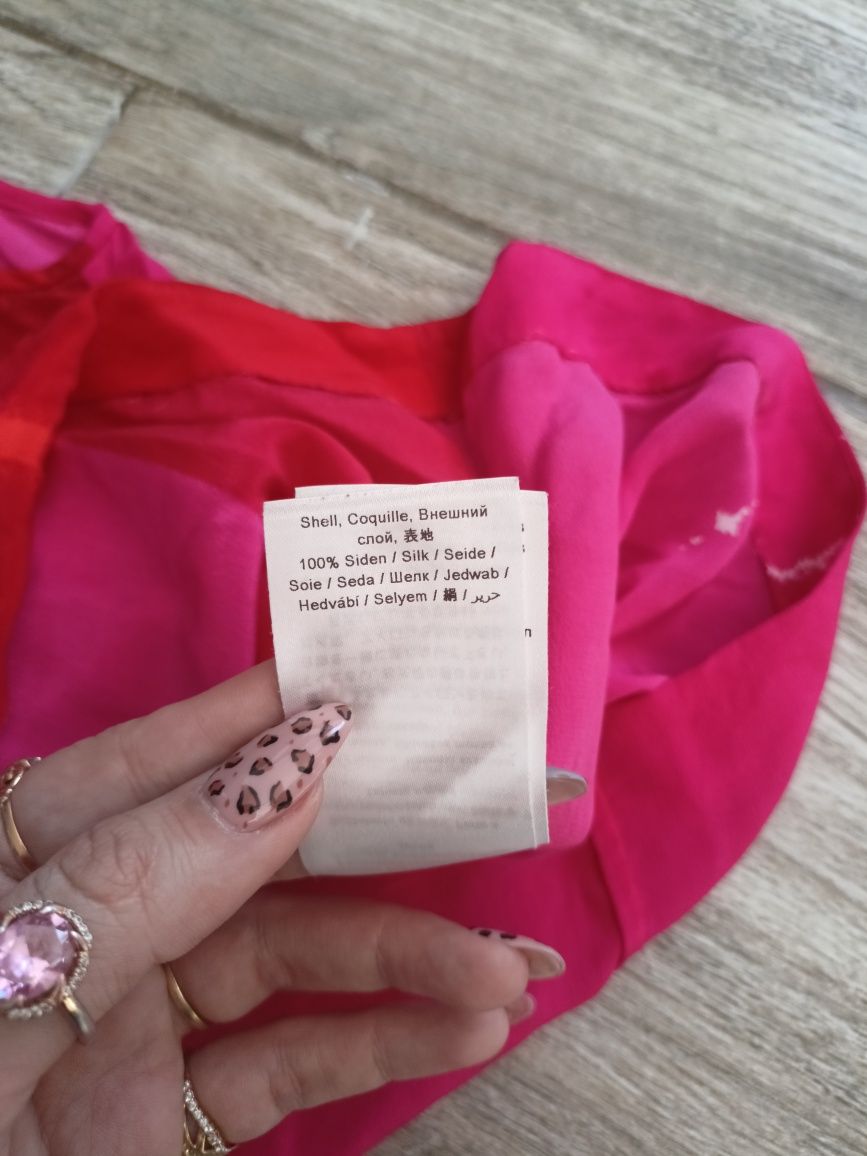 Shell, Coquille, Внешний
слой, 表地
100% Siden / Silk / Seide /
Soie / Seda / Шелк / Jedwab /
Hedvábí / Selyem / 絹 / حرير